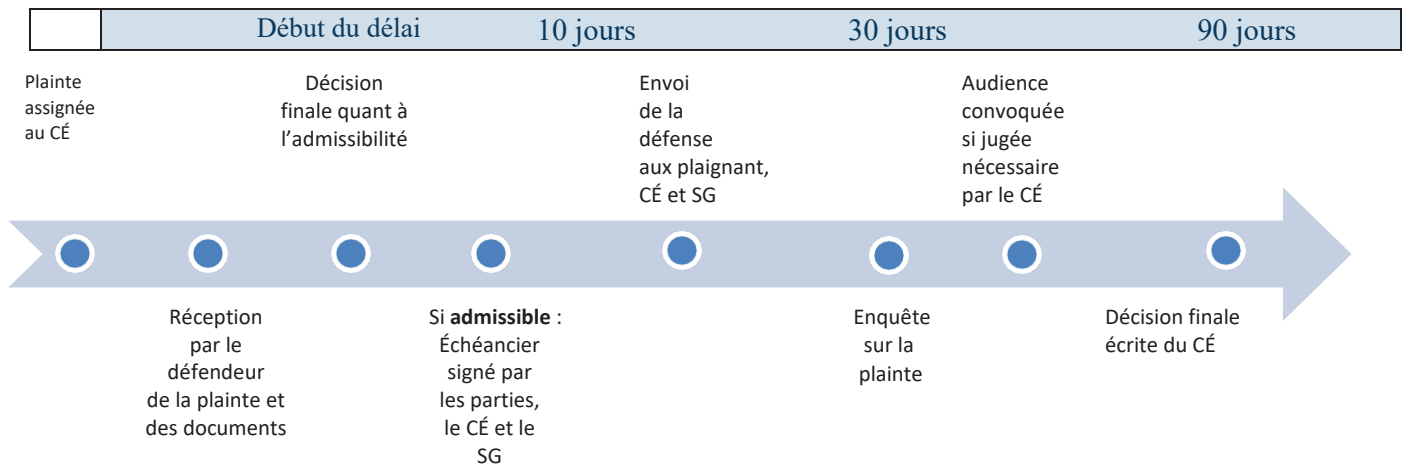 Début du délai 10 jours 30 jours 90 jours
Plainte
assignée
au CÉ
Décision
finale quant à
l’admissibilité
Envoi
de la
défense
aux plaignant,
CÉ et SG
Audience
convoquée
si jugée
nécessaire
par le CÉ
Réception
par le
défendeur
de la plainte et
des documents
Si admissible :
Échéancier
signé par
les parties,
le CÉ et le
SG
Enquête
sur la
plainte
Décision finale
écrite du CÉ